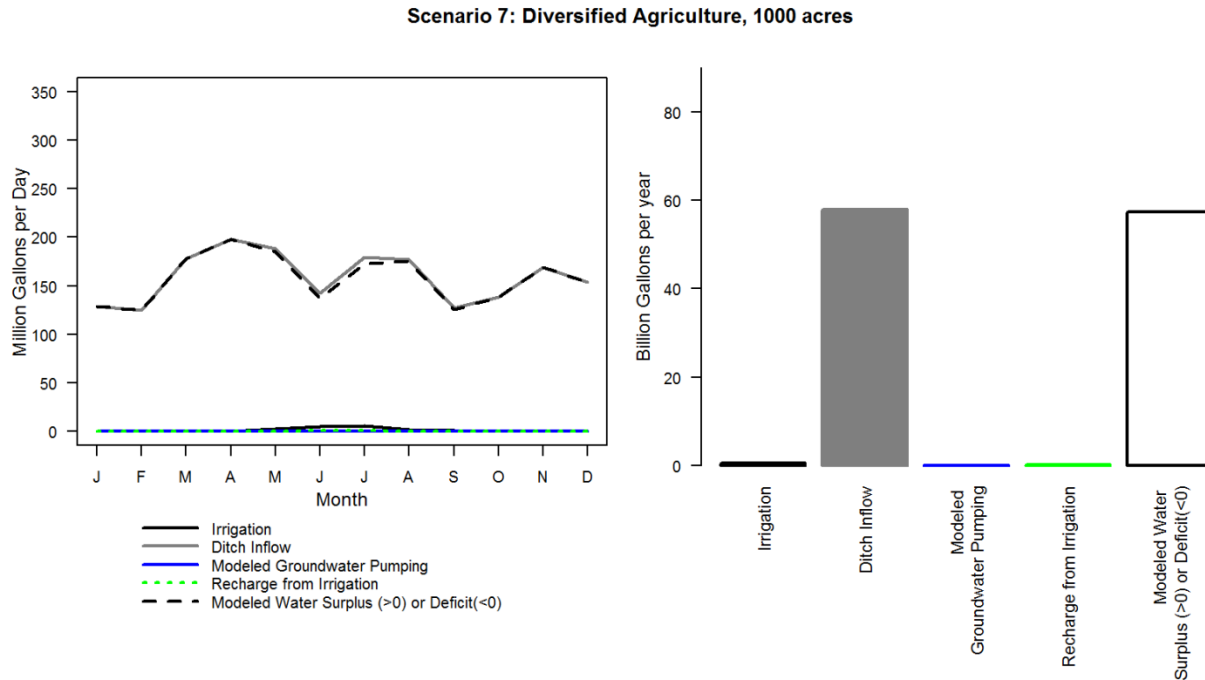 Scenario 7: Diversified Agriculture, 1000 acres
Million Gallons per Day
350
300
250
200
150
100
50
0
J F M A M J J A S O N D
Month
Irrigation
Ditch Inflow
Modeled Groundwater Pumping
Recharge from Irrigation
Modeled Water Surplus (>0) or Deficit(<0)
Billion Gallons per year
80
60
40
20
0
Irrigation
Ditch Inflow
Modeled
Groundwater Pumping
Recharge from Irrigation
Modeled Water
Surplus (>0) or Deficit(<0)